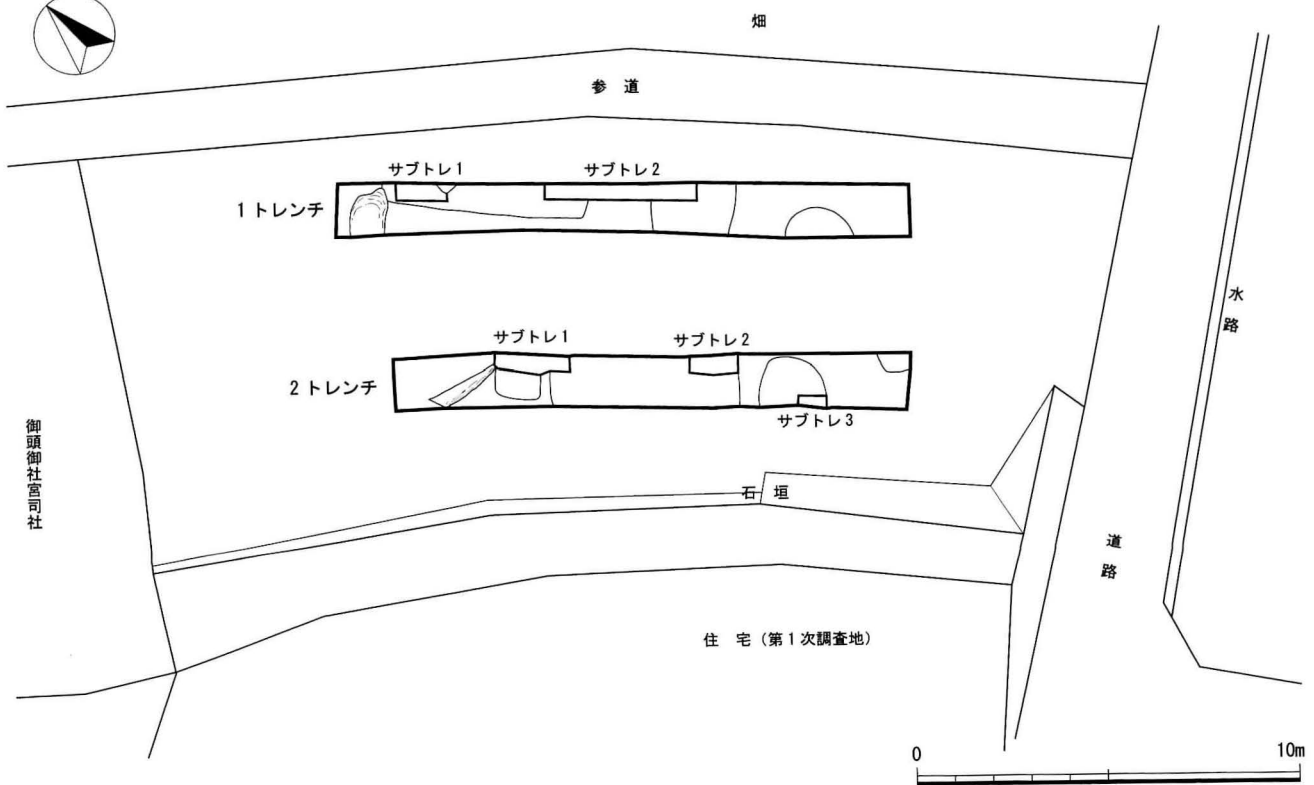 畑
参 道
サブトレ1
サブトレ2
1 トレンチ
水路
サブトレ1
サブトレ2
2 トレンチ
サブトレ3
御頭御社宮司社
石 垣
道路
住 宅（第1次調査地）
0
10m